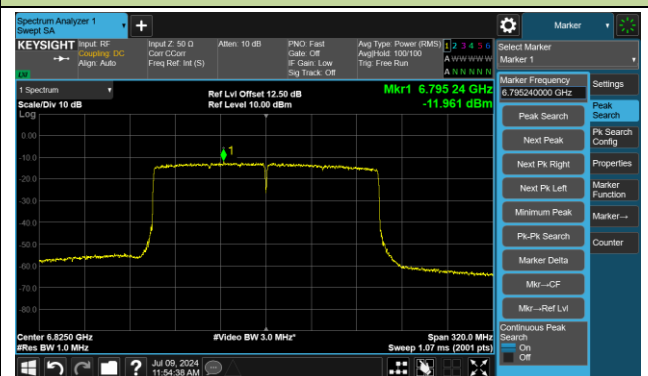 Spectrum Analyzer 1
Swept SA
Marker
KEYSIGHT
Input: RF
Coupling: DC
Align: Auto
Input Z: 50 Ω
Corr CCorr
Freq Ref: Int (S)
Atten: 10 dB
PNO: Fast
Gate: Off
IF Gain: Low
Sig Track: Off
Avg Type: Power (RMS)
Avg|Hold: 100/100
Trig: Free Run
1 2 3 4 5 6
A W W W W W
A N N N N N
Select Marker
Marker 1
LXI
1 Spectrum
Scale/Div 10 dB
Log
Ref Lvl Offset 12.50 dB
Ref Level 10.00 dBm
Mkr1 6.795 24 GHz
-11.961 dBm
Marker Frequency
6.795240000 GHz
Settings
Peak Search
Peak
Search
Next Peak
Pk Search
Config
Next Pk Right
Properties
Next Pk Left
Marker
Function
Minimum Peak
Marker→
Pk-Pk Search
Counter
Marker Delta
Mkr→CF
Mkr→Ref Lvl
Continuous Peak
Search
On
Off
0.00
-10.0
-20.0
-30.0
-40.0
-50.0
-60.0
-70.0
-80.0
1
Center 6.8250 GHz
#Res BW 1.0 MHz
#Video BW 3.0 MHz*
Span 320.0 MHz
Sweep 1.07 ms (2001 pts)
?
Jul 09, 2024
11:54:38 AM